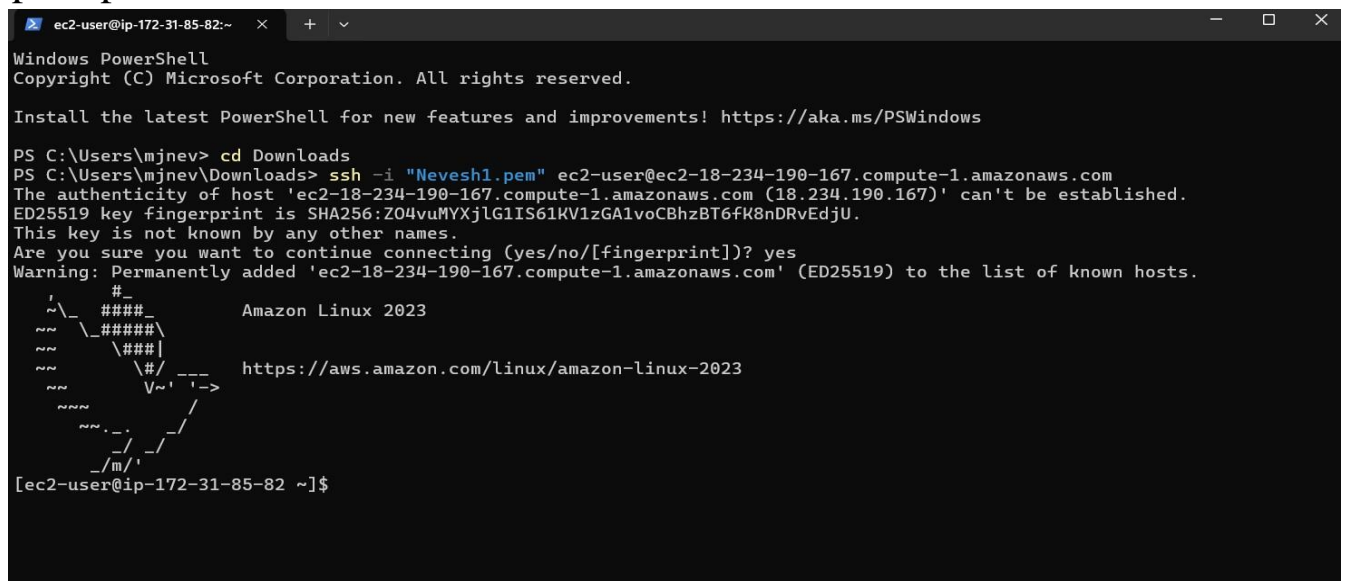 ec2-user@ip-172-31-85-82:~
Windows PowerShell
Copyright (C) Microsoft Corporation. All rights reserved.
Install the latest PowerShell for new features and improvements! https://aka.ms/PSWindows
PS C:\Users\mjnev> cd Downloads
PS C:\Users\mjnev\Downloads> ssh -i "Nevesh1.pem" ec2-user@ec2-18-234-190-167.compute-1.amazonaws.com
The authenticity of host 'ec2-18-234-190-167.compute-1.amazonaws.com (18.234.190.167)' can't be established.
ED25519 key fingerprint is SHA256:ZO4vuMYXjlG1IS61KV1zGA1voCBhzBT6fK8nDRvEdjU.
This key is not known by any other names.
Are you sure you want to continue connecting (yes/no/[fingerprint])? yes
Warning: Permanently added 'ec2-18-234-190-167.compute-1.amazonaws.com' (ED25519) to the list of known hosts.
   ,     #_
   ~\_  ####_        Amazon Linux 2023
  ~~  \_#####\
  ~~     \###|
  ~~       \#/ ___   https://aws.amazon.com/linux/amazon-linux-2023
   ~~       V~' '->
    ~~~         /
      ~~._.   _/
         _/ _/
       _/m/'
[ec2-user@ip-172-31-85-82 ~]$